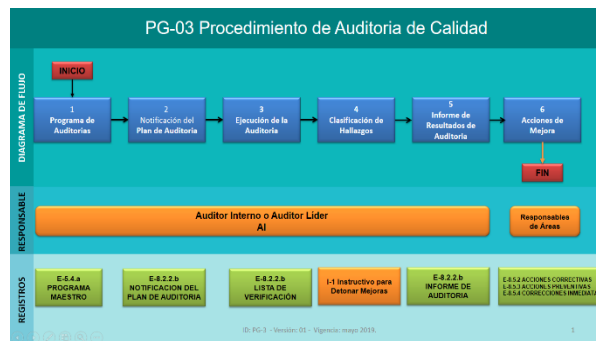 PG-03 Procedimiento de Auditoria de Calidad
DIAGRAMA DE FLUJO
INICIO
1
Programa de
Auditorias
2
Notificación del
Plan de Auditoria
3
Ejecución de la
Auditoria
4
Clasificación de
Hallazgos
5
Informe de
Resultados de
Auditoria
6
Acciones de
Mejora
FIN
RESPONSABLE
Auditor Interno o Auditor Lider
AI
Responsables
de Áreas
REGISTROS
E-5.4.a
PROGRAMA
MAESTRO
E-8.2.2.b
NOTIFICACION DEL
PLAN DE AUDITORIA
E-8.2.2.b
LISTA DE
VERIFICACIÓN
I-1 Instructivo para
Detonar Mejoras
E-8.2.2.b
INFORME DE
AUDITORIA
E-8.5.2 ACCIONES CORRECTIVAS
E-8.5.3 ACCIONES PREVENTIVAS
E-8.5.4 CORRECCIONES INMEDIATA
ID: PG-3 - Versión: 01 - Vigencia: mayo 2019.
1